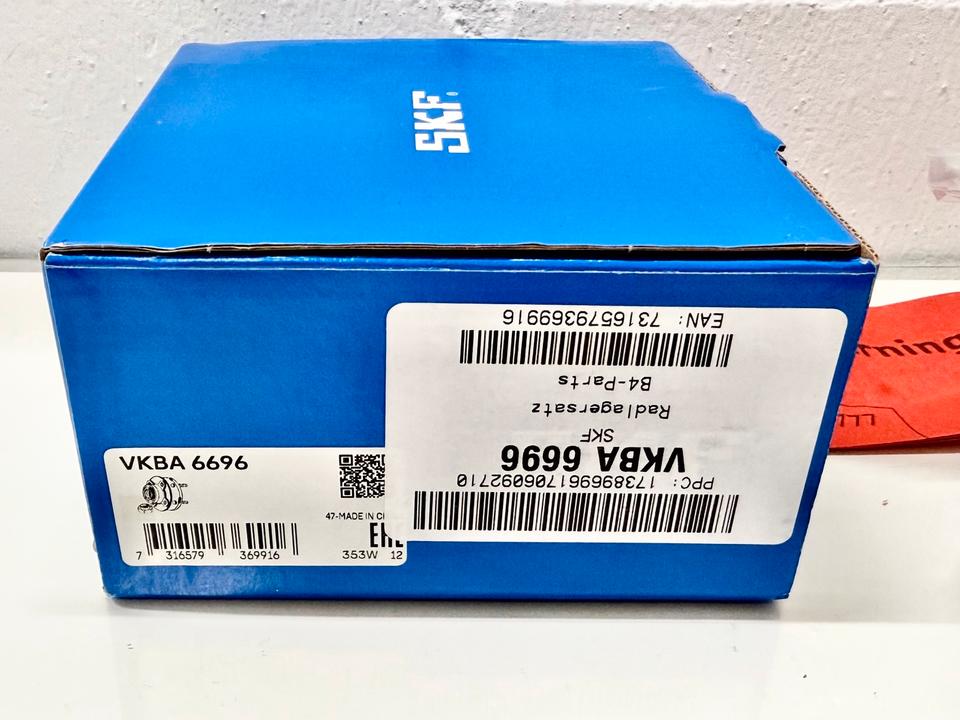 SKF
EAN: 7316579369916
B4-Parts
Radlagersatz
SKF
VKBA 6696
PPC: 173896961706092710
VKBA 6696
47-MADE IN
7 316579 369916
353W 12